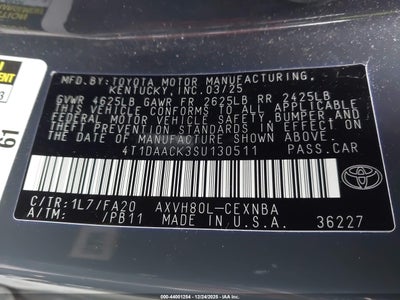 MFD.BY:TOYOTA MOTOR MANUFACTURING,
KENTUCKY,INC.03/25
GVWR 4625LB GAWR FR 2625LB RR 2425LB
THIS VEHICLE CONFORMS TO ALL APPLICABLE
FEDERAL MOTOR VEHICLE SAFETY,BUMPER,AND
THEFT PREVENTION STANDARDS IN EFFECT ON
THE DATE OF MANUFACTURE SHOWN ABOVE.
4T1DAACK3SU130511 PASS.CAR
C/TR:1L7/FA20 AXVH80L-CEXNBA
A/TM: /PB11 MADE IN U.S.A. 36227
TOYOTA
61
000-44001254 - 12/24/2025 - IAA Holdings, LLC